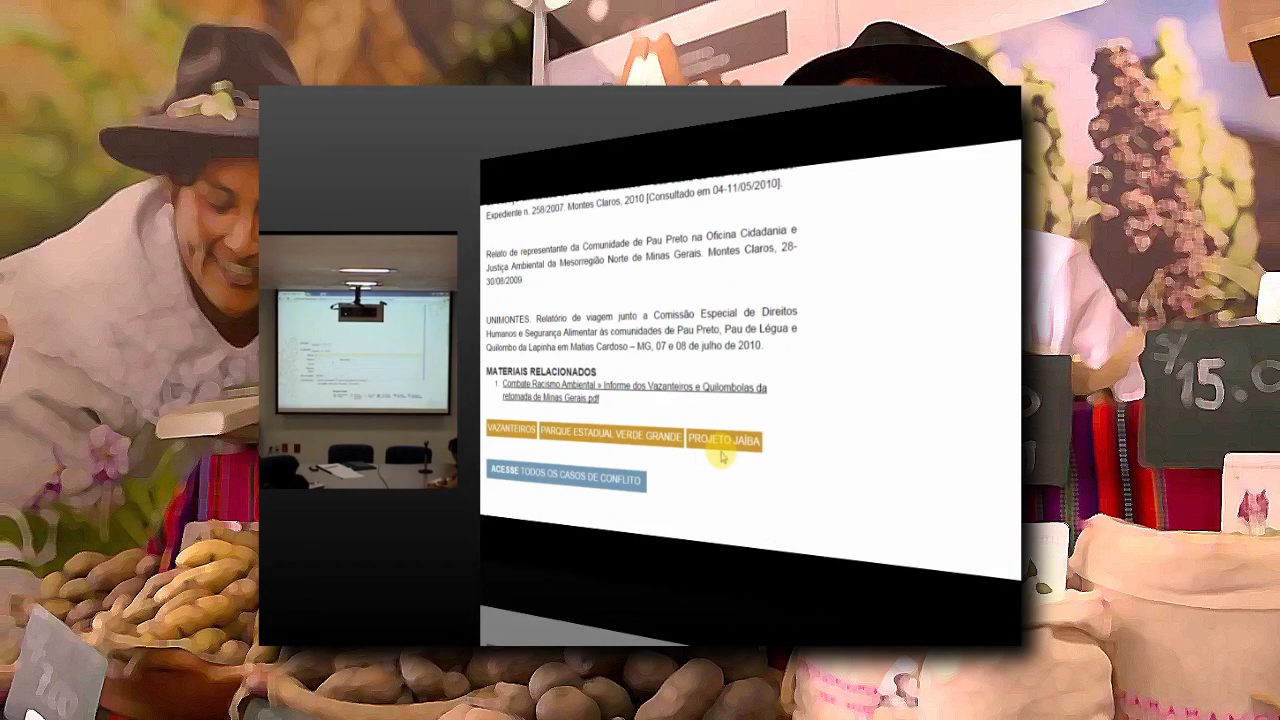 Expediente n. 258/2007. Montes Claros, 2010 [Consultado em 04-11/05/2010].
Relato de representante da Comunidade de Pau Preto na Oficina Cidadania e
Justiça Ambiental da Mesorregião Norte de Minas Gerais. Montes Claros, 28-
30/08/2009.
UNIMONTES. Relatório de viagem junto a Comissão Especial de Direitos
Humanos e Segurança Alimentar às comunidades de Pau Preto, Pau de Légua e
Quilombo da Lapinha em Matias Cardoso – MG, 07 e 08 de julho de 2010.
MATERIAIS RELACIONADOS
1. Combate Racismo Ambiental » Informe dos Vazanteiros e Quilombolas da
retomada de Minas Gerais.pdf
VAZANTEIROS PARQUE ESTADUAL VERDE GRANDE PROJETO JAÍBA
ACESSE TODOS OS CASOS DE CONFLITO
S/15.